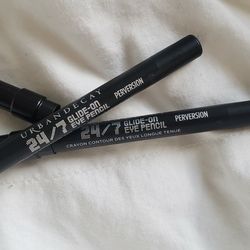 URBAN DECAY
24/7 GLIDE-ON
EYE PENCIL
PERVERSION
24/7 GLIDE-ON
EYE PENCIL
PERVERSION
CRAYON CONTOUR DES YEUX LONGUE TENUE